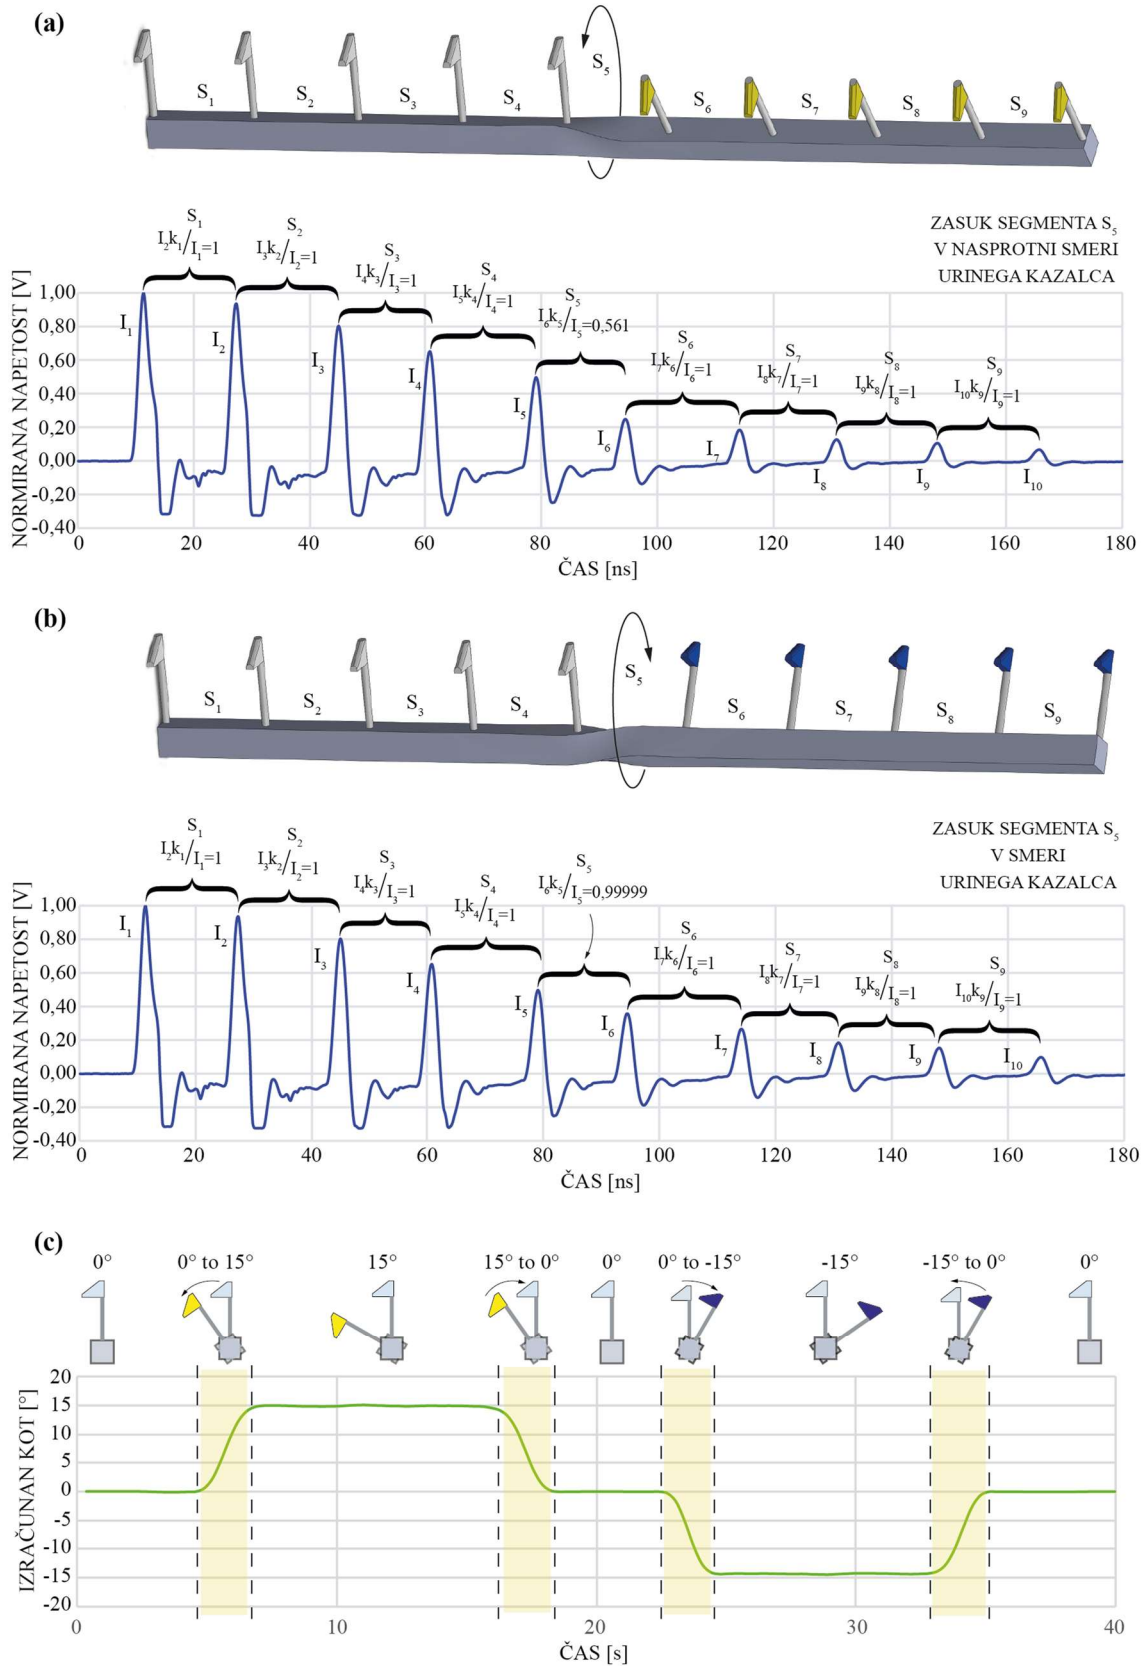 (a)
S5
S1 S2 S3 S4 S6 S7 S8 S9
ZASUK SEGMENTA S5
V NASPROTNI SMERI
URINEGA KAZALCA
S1
I2k1/I1=1
S2
I3k2/I2=1
S3
I4k3/I3=1
S4
I5k4/I4=1
S5
I6k5/I5=0,561
S6
I7k6/I6=1
S7
I8k7/I7=1
S8
I9k8/I8=1
S9
I10k9/I9=1
NORMIRANA NAPETOST [V]
1,00
0,80
0,60
0,40
0,20
0,00
-0,20
-0,40
I1 I2 I3 I4 I5 I6 I7 I8 I9 I10
0 20 40 60 80 100 120 140 160 180
ČAS [ns]
(b)
S5
S1 S2 S3 S4 S6 S7 S8 S9
ZASUK SEGMENTA S5
V SMERI
URINEGA KAZALCA
S1
I2k1/I1=1
S2
I3k2/I2=1
S3
I4k3/I3=1
S4
I5k4/I4=1
S5
I6k5/I5=0,99999
S6
I7k6/I6=1
S7
I8k7/I7=1
S8
I9k8/I8=1
S9
I10k9/I9=1
NORMIRANA NAPETOST [V]
1,00
0,80
0,60
0,40
0,20
0,00
-0,20
-0,40
I1 I2 I3 I4 I5 I6 I7 I8 I9 I10
0 20 40 60 80 100 120 140 160 180
ČAS [ns]
(c)
0° 0° to 15° 15° 15° to 0° 0° 0° to -15° -15° -15° to 0° 0°
IZRAČUNAN KOT [°]
20
15
10
5
0
-5
-10
-15
-20
0 10 20 30 40
ČAS [s]